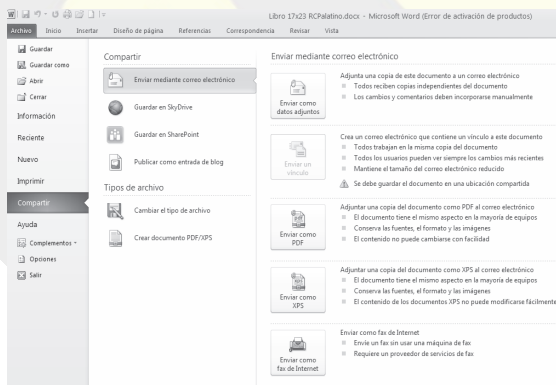 Libro 17x23 RCPalatino.docx - Microsoft Word (Error de activación de productos)
Archivo Inicio Insertar Diseño de página Referencias Correspondencia Revisar Vista
Guardar
Guardar como
Abrir
Cerrar
Información
Reciente
Nuevo
Imprimir
Compartir
Ayuda
Complementos
Opciones
Salir
Compartir
Enviar mediante correo electrónico
Guardar en SkyDrive
Guardar en SharePoint
Publicar como entrada de blog
Tipos de archivo
Cambiar el tipo de archivo
Crear documento PDF/XPS
Enviar mediante correo electrónico
Enviar como
datos adjuntos
Adjunta una copia de este documento a un correo electrónico
Todos reciben copias independientes del documento
Los cambios y comentarios deben incorporarse manualmente
Enviar un
vínculo
Crea un correo electrónico que contiene un vínculo a este documento
Todos trabajan en la misma copia del documento
Todos los usuarios pueden ver siempre los cambios más recientes
Mantiene el tamaño del correo electrónico reducido
Se debe guardar el documento en una ubicación compartida
Enviar como
PDF
Adjuntar una copia del documento como PDF al correo electrónico
El documento tiene el mismo aspecto en la mayoría de equipos
Conserva las fuentes, el formato y las imágenes
El contenido no puede cambiarse con facilidad
Enviar como
XPS
Adjuntar una copia del documento como XPS al correo electrónico
El documento tiene el mismo aspecto en la mayoría de equipos
Conserva las fuentes, el formato y las imágenes
El contenido de los documentos XPS no puede modificarse fácilmente
Enviar como
fax de Internet
Enviar como fax de Internet
Envíe un fax sin usar una máquina de fax
Requiere un proveedor de servicios de fax